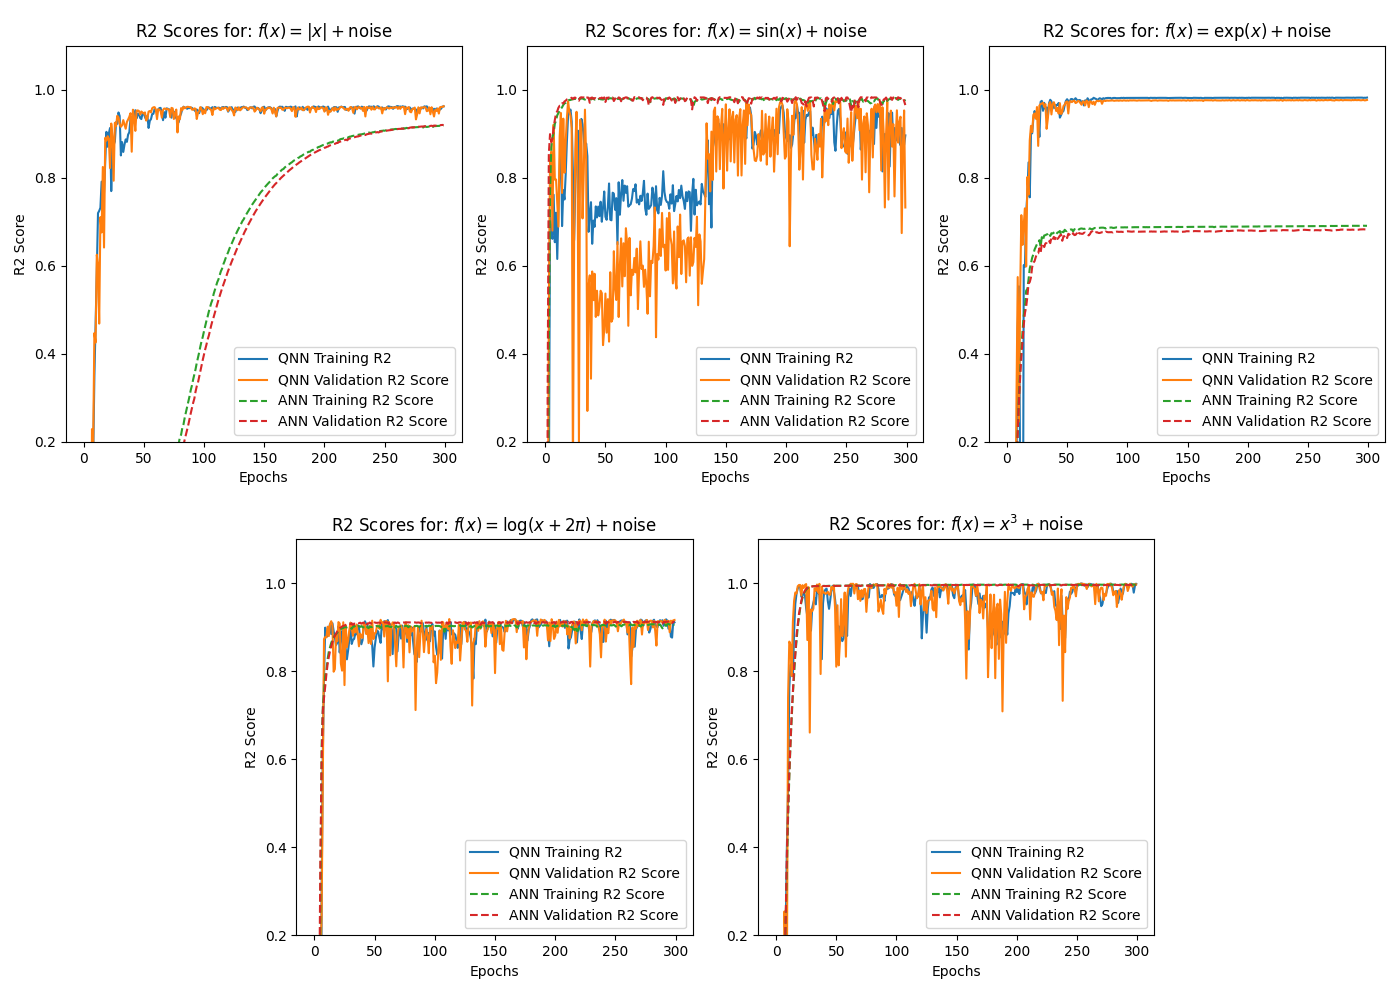 R2 Scores for: f(x) = |x| + noise
R2 Score
1.0
0.8
0.6
0.4
0.2
0 50 100 150 200 250 300
Epochs
QNN Training R2
QNN Validation R2 Score
ANN Training R2 Score
ANN Validation R2 Score
R2 Scores for: f(x) = sin(x) + noise
R2 Score
1.0
0.8
0.6
0.4
0.2
0 50 100 150 200 250 300
Epochs
QNN Training R2
QNN Validation R2 Score
ANN Training R2 Score
ANN Validation R2 Score
R2 Scores for: f(x) = exp(x) + noise
R2 Score
1.0
0.8
0.6
0.4
0.2
0 50 100 150 200 250 300
Epochs
QNN Training R2
QNN Validation R2 Score
ANN Training R2 Score
ANN Validation R2 Score
R2 Scores for: f(x) = log(x + 2π) + noise
R2 Score
1.0
0.8
0.6
0.4
0.2
0 50 100 150 200 250 300
Epochs
QNN Training R2
QNN Validation R2 Score
ANN Training R2 Score
ANN Validation R2 Score
R2 Scores for: f(x) = x³ + noise
R2 Score
1.0
0.8
0.6
0.4
0.2
0 50 100 150 200 250 300
Epochs
QNN Training R2
QNN Validation R2 Score
ANN Training R2 Score
ANN Validation R2 Score